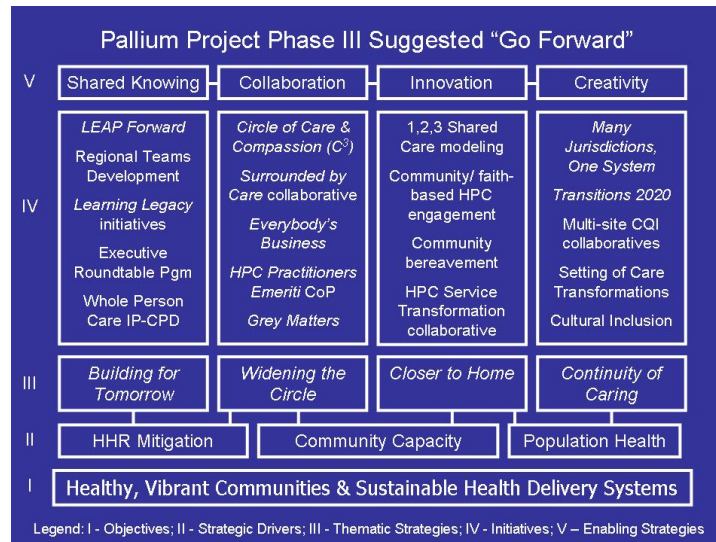 Pallium Project Phase III Suggested “Go Forward”
V
Shared Knowing
Collaboration
Innovation
Creativity
IV
LEAP Forward
Regional Teams
Development
Learning Legacy
initiatives
Executive
Roundtable Pgm
Whole Person
Care IP-CPD
Circle of Care &
Compassion (C³)
Surrounded by
Care collaborative
Everybody's
Business
HPC Practitioners
Emeriti CoP
Grey Matters
1,2,3 Shared
Care modeling
Community/ faith-
based HPC
engagement
Community
bereavement
HPC Service
Transformation
collaborative
Many
Jurisdictions,
One System
Transitions 2020
Multi-site CQI
collaboratives
Setting of Care
Transformations
Cultural Inclusion
III
Building for
Tomorrow
Widening the
Circle
Closer to Home
Continuity of
Caring
II
HHR Mitigation
Community Capacity
Population Health
I
Healthy, Vibrant Communities & Sustainable Health Delivery Systems
Legend: I - Objectives; II - Strategic Drivers; III - Thematic Strategies; IV - Initiatives; V – Enabling Strategies